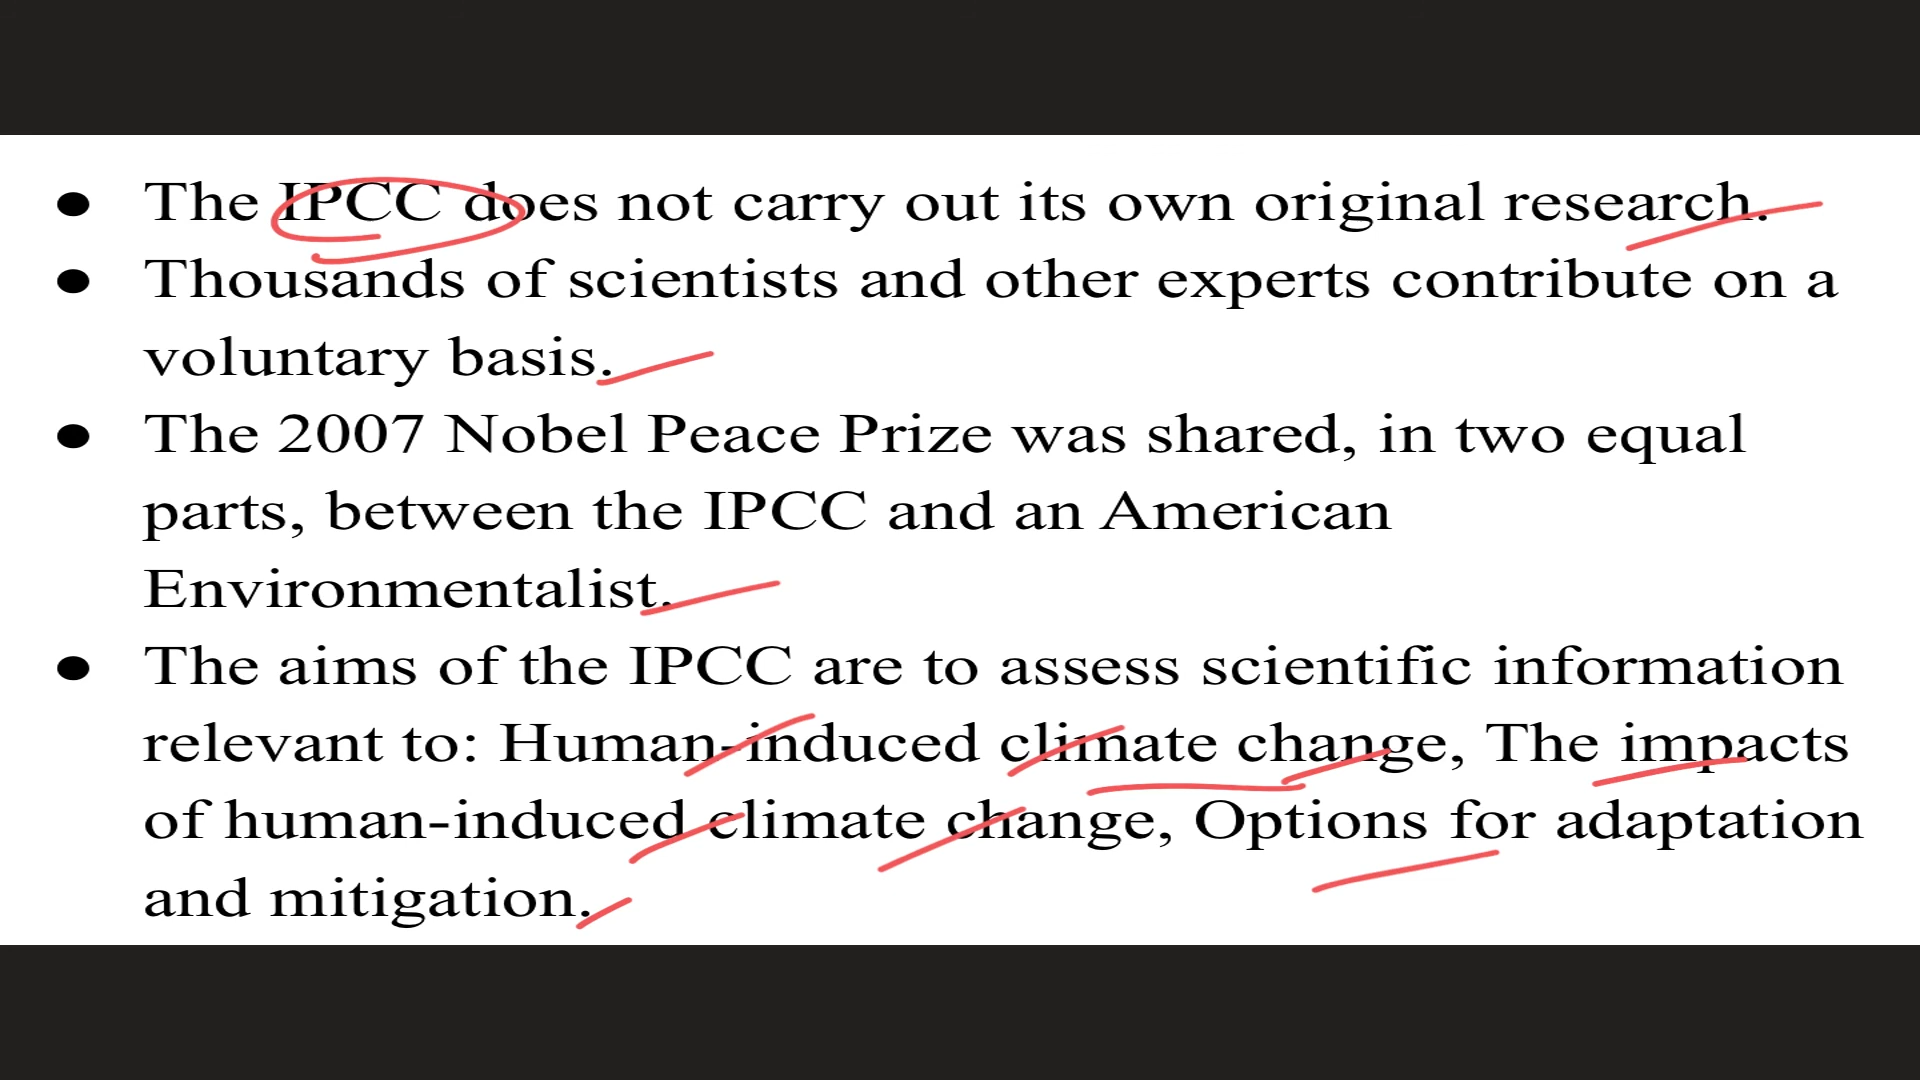 ● The IPCC does not carry out its own original research.
● Thousands of scientists and other experts contribute on a
voluntary basis.
● The 2007 Nobel Peace Prize was shared, in two equal
parts, between the IPCC and an American
Environmentalist.
● The aims of the IPCC are to assess scientific information
relevant to: Human-induced climate change, The impacts
of human-induced climate change, Options for adaptation
and mitigation.